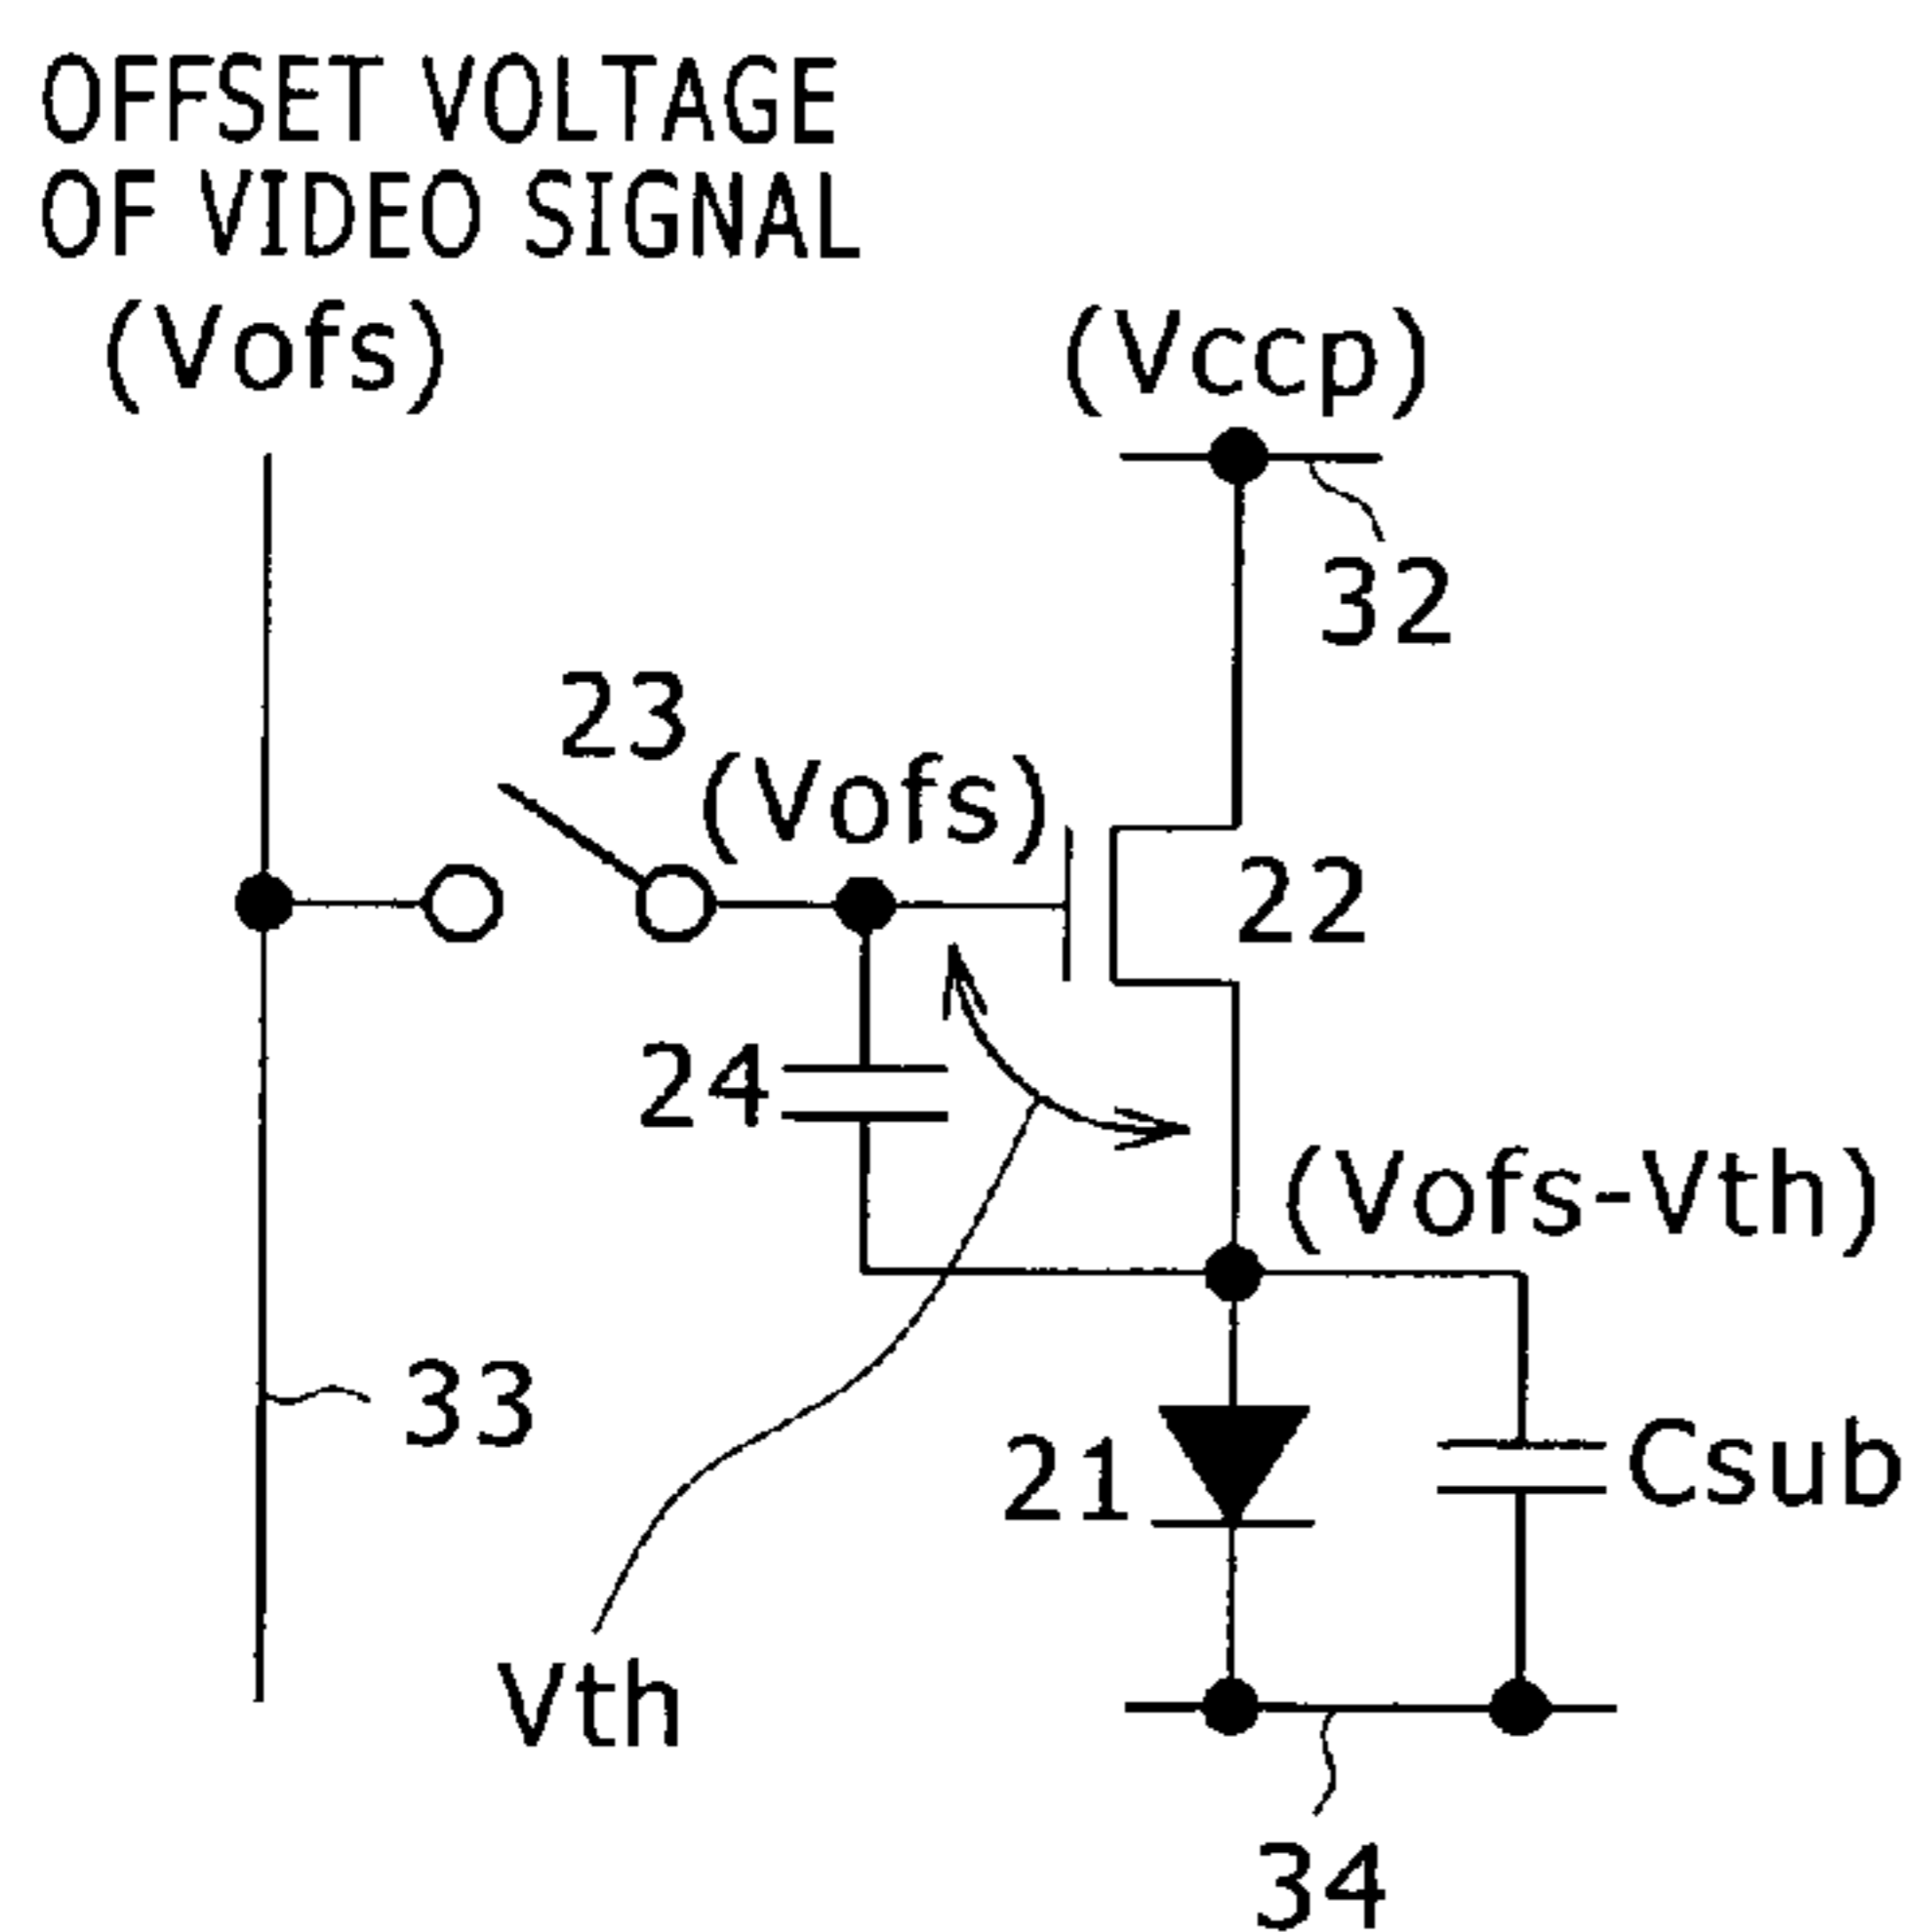 OFFSET VOLTAGE
OF VIDEO SIGNAL
(Vofs)
(Vccp)
32
23
(Vofs)
22
24
(Vofs-Vth)
33
21
Csub
Vth
34